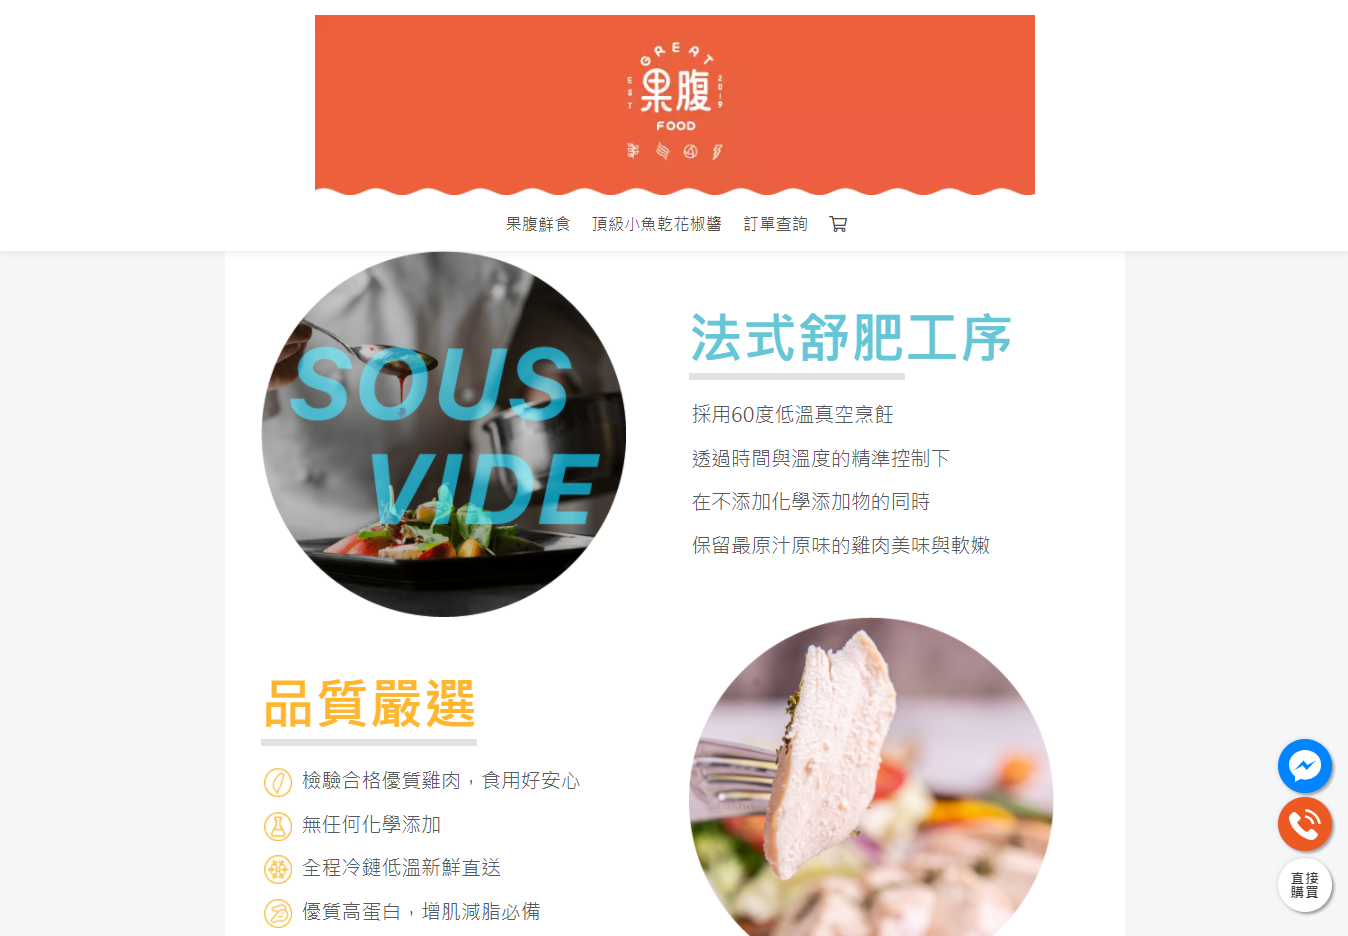 GREAT
EST
果腹
2019
FOOD
果腹鮮食 頂級小魚乾花椒醬 訂單查詢
SOUS
VIDE
法式舒肥工序
採用60度低溫真空烹飪
透過時間與溫度的精準控制下
在不添加化學添加物的同時
保留最原汁原味的雞肉美味與軟嫩
品質嚴選
檢驗合格優質雞肉，食用好安心
無任何化學添加
全程冷鏈低溫新鮮直送
優質高蛋白，增肌減脂必備
直接
購買